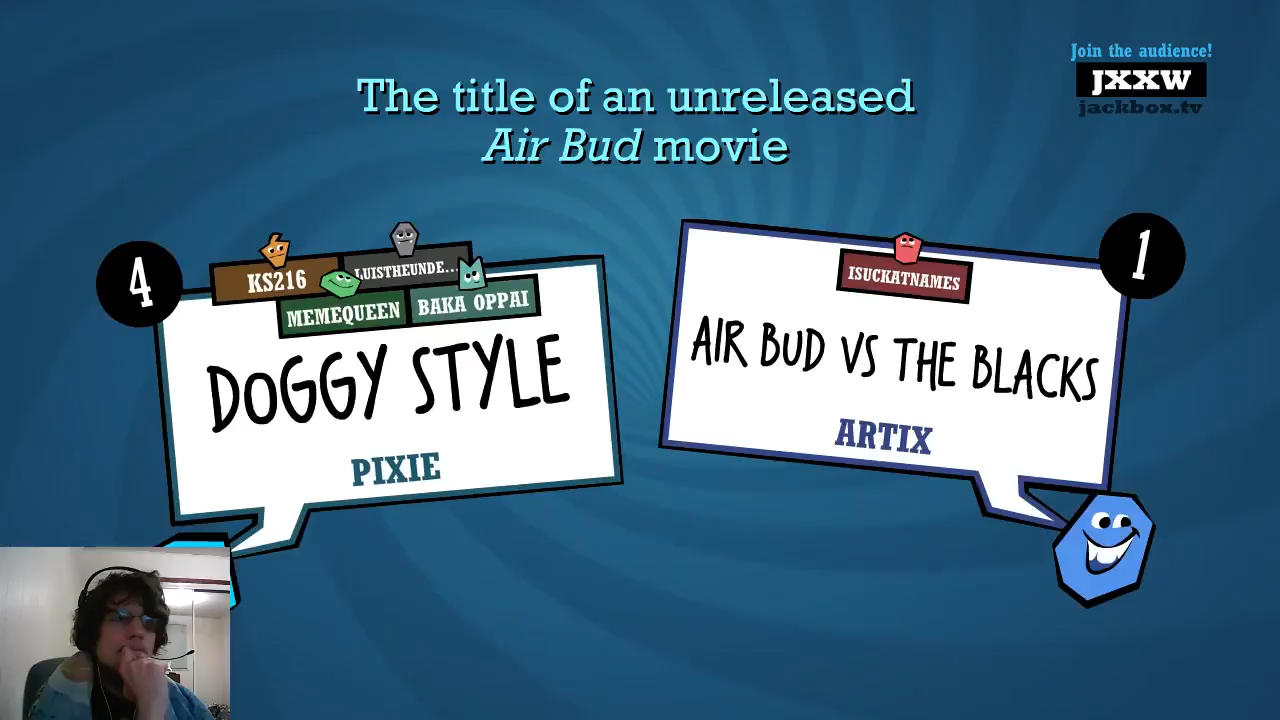 Join the audience!
JXXW
jackbox.tv
The title of an unreleased
Air Bud movie
4
KS216
LUISTHEUNDE...
MEMEQUEEN
BAKA OPPAI
DOGGY STYLE
PIXIE
1
ISUCKATNAMES
AIR BUD VS THE BLACKS
ARTIX